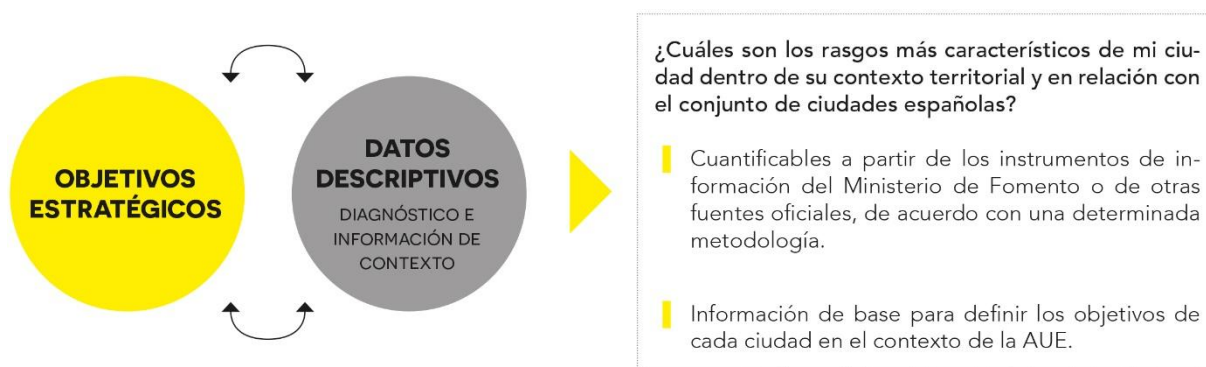 OBJETIVOS
ESTRATÉGICOS
DATOS
DESCRIPTIVOS
DIAGNÓSTICO E
INFORMACIÓN DE
CONTEXTO
¿Cuáles son los rasgos más característicos de mi ciu-
dad dentro de su contexto territorial y en relación con
el conjunto de ciudades españolas?
Cuantificables a partir de los instrumentos de in-
formación del Ministerio de Fomento o de otras
fuentes oficiales, de acuerdo con una determinada
metodología.
Información de base para definir los objetivos de
cada ciudad en el contexto de la AUE.